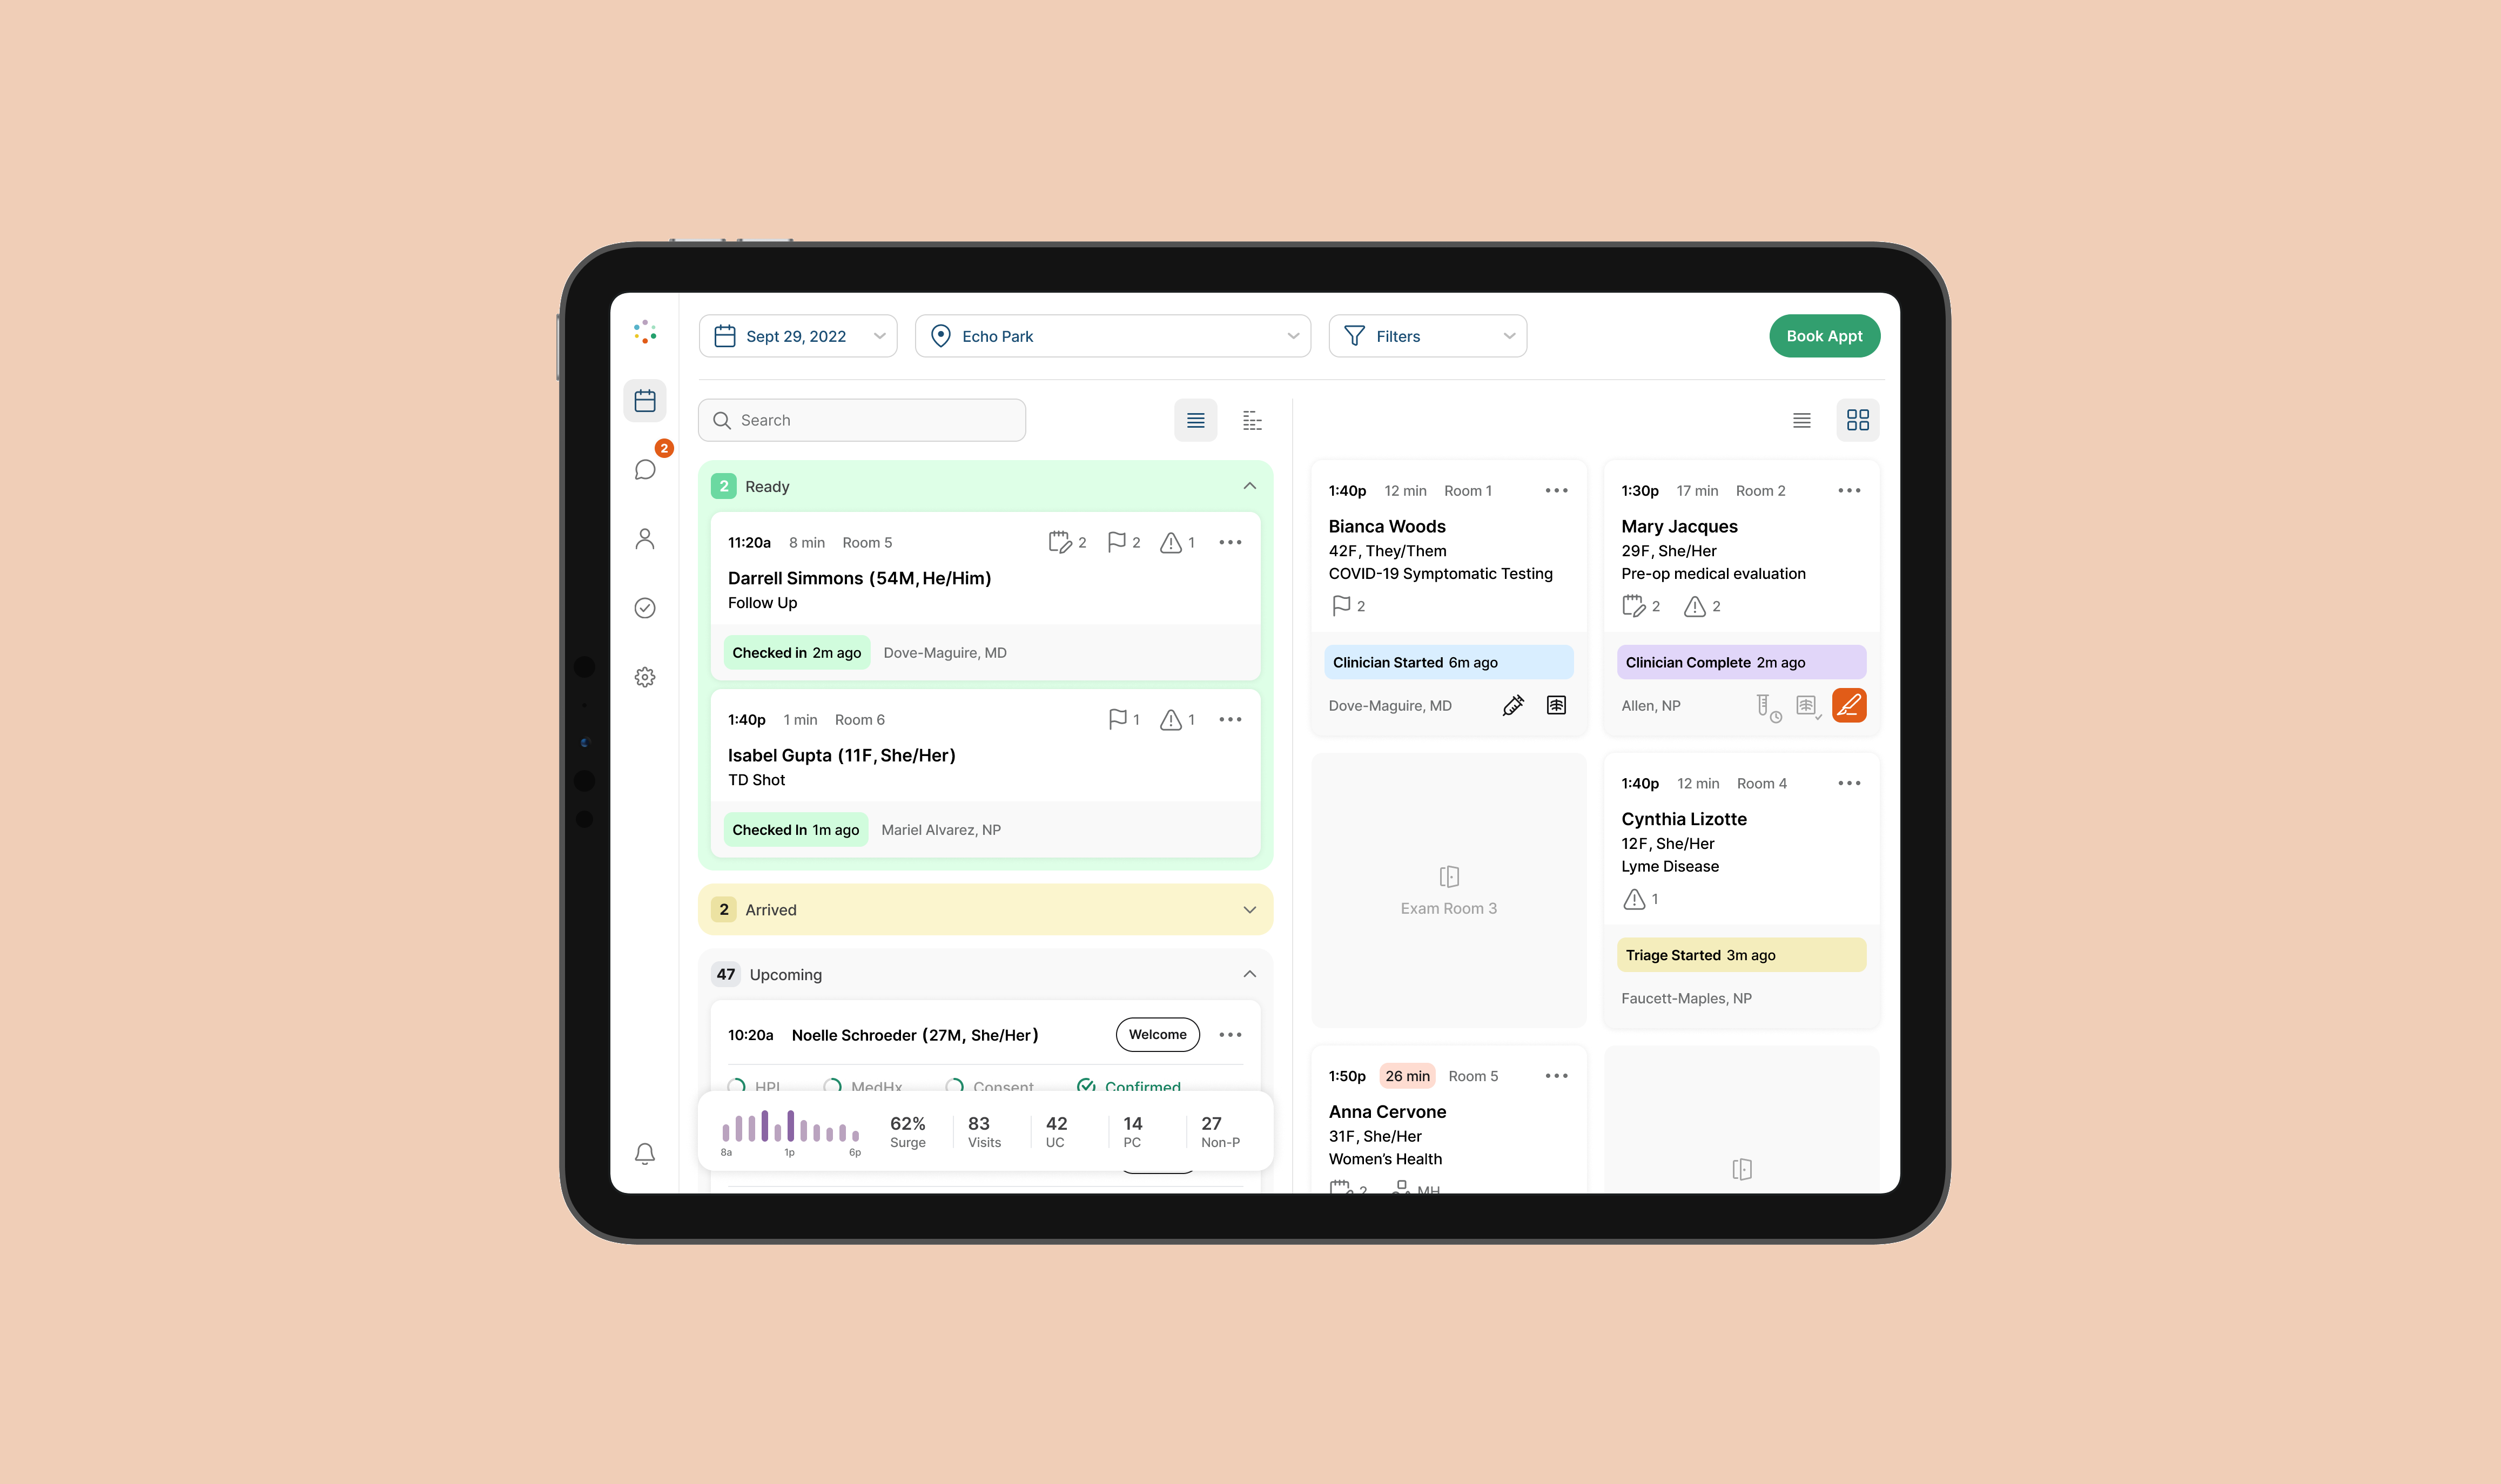 Sept 29, 2022
Echo Park
Filters
Book Appt
2
Search
2 Ready
11:20a 8 min Room 5 2 2 1
Darrell Simmons (54M, He/Him)
Follow Up
Checked in 2m ago Dove-Maguire, MD
1:40p 1 min Room 6 1 1
Isabel Gupta (11F, She/Her)
TD Shot
Checked In 1m ago Mariel Alvarez, NP
2 Arrived
47 Upcoming
10:20a Noelle Schroeder (27M, She/Her) Welcome
HPI MedHx Consent Confirmed
8a 1p 6p
62% Surge
83 Visits
42 UC
14 PC
27 Non-P
1:40p 12 min Room 1
Bianca Woods
42F, They/Them
COVID-19 Symptomatic Testing
2
Clinician Started 6m ago
Dove-Maguire, MD
1:30p 17 min Room 2
Mary Jacques
29F, She/Her
Pre-op medical evaluation
2 2
Clinician Complete 2m ago
Allen, NP
Exam Room 3
1:40p 12 min Room 4
Cynthia Lizotte
12F, She/Her
Lyme Disease
1
Triage Started 3m ago
Faucett-Maples, NP
1:50p 26 min Room 5
Anna Cervone
31F, She/Her
Women’s Health
2 MH